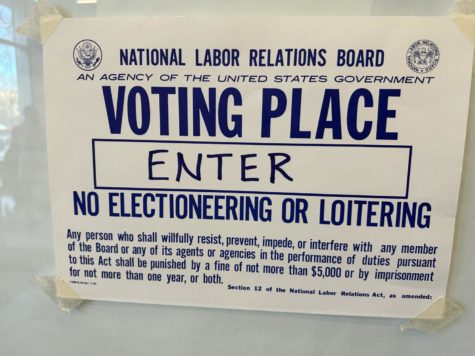 NATIONAL LABOR RELATIONS BOARD
AN AGENCY OF THE UNITED STATES GOVERNMENT
VOTING PLACE
ENTER
NO ELECTIONEERING OR LOITERING
Any person who shall willfully resist, prevent, impede, or interfere with any member
of the Board or any of its agents or agencies in the performance of duties pursuant
to this Act shall be punished by a fine of not more than $5,000 or by imprisonment
for not more than one year, or both.
Section 12 of the National Labor Relations Act, as amended: